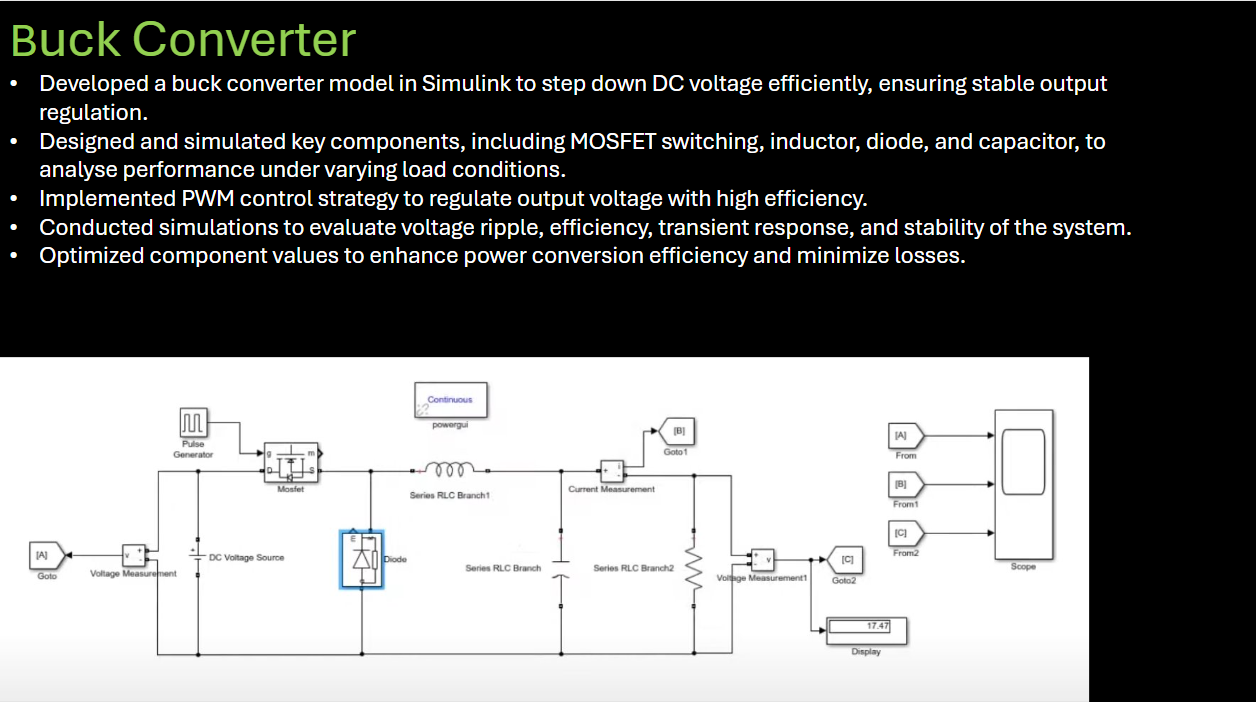 Buck Converter
• Developed a buck converter model in Simulink to step down DC voltage efficiently, ensuring stable output
regulation.
• Designed and simulated key components, including MOSFET switching, inductor, diode, and capacitor, to
analyse performance under varying load conditions.
• Implemented PWM control strategy to regulate output voltage with high efficiency.
• Conducted simulations to evaluate voltage ripple, efficiency, transient response, and stability of the system.
• Optimized component values to enhance power conversion efficiency and minimize losses.
Continuous
powergui
Pulse
Generator
g
m
D
S
Mosfet
[B]
Goto1
Series RLC Branch1
+
i
-
Current Measurement
[A]
Goto
v
+
-
Voltage Measurement
+
DC Voltage Source
Diode
Series RLC Branch
Series RLC Branch2
+
v
-
Voltage Measurement1
[C]
Goto2
17.47
Display
[A]
From
[B]
From1
[C]
From2
Scope